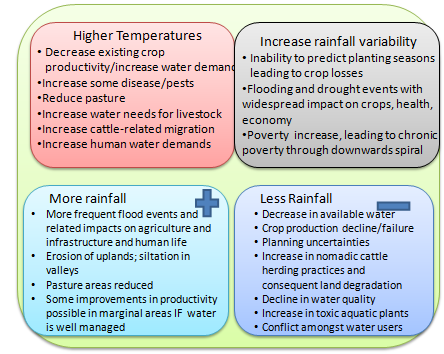 Higher Temperatures
• Decrease existing crop
productivity/increase water deman
•Increase some disease/pests
•Reduce pasture
•Increase water needs for livestock
•Increase cattle-related migration
•Increase human water demands
Increase rainfall variability
• Inability to predict planting seasons
leading to crop losses
•Flooding and drought events with
widespread impact on crops, health,
economy
•Poverty increase, leading to chronic
poverty through downwards spiral
More rainfall
• More frequent flood events and
related impacts on agriculture and
infrastructure and human life
• Erosion of uplands; siltation in
valleys
• Pasture areas reduced
• Some improvements in productivity
possible in marginal areas IF water
is well managed
Less Rainfall
• Decrease in available water
• Crop production decline/failure
• Planning uncertainties
• Increase in nomadic cattle
herding practices and
consequent land degradation
• Decline in water quality
• Increase in toxic aquatic plants
• Conflict amongst water users